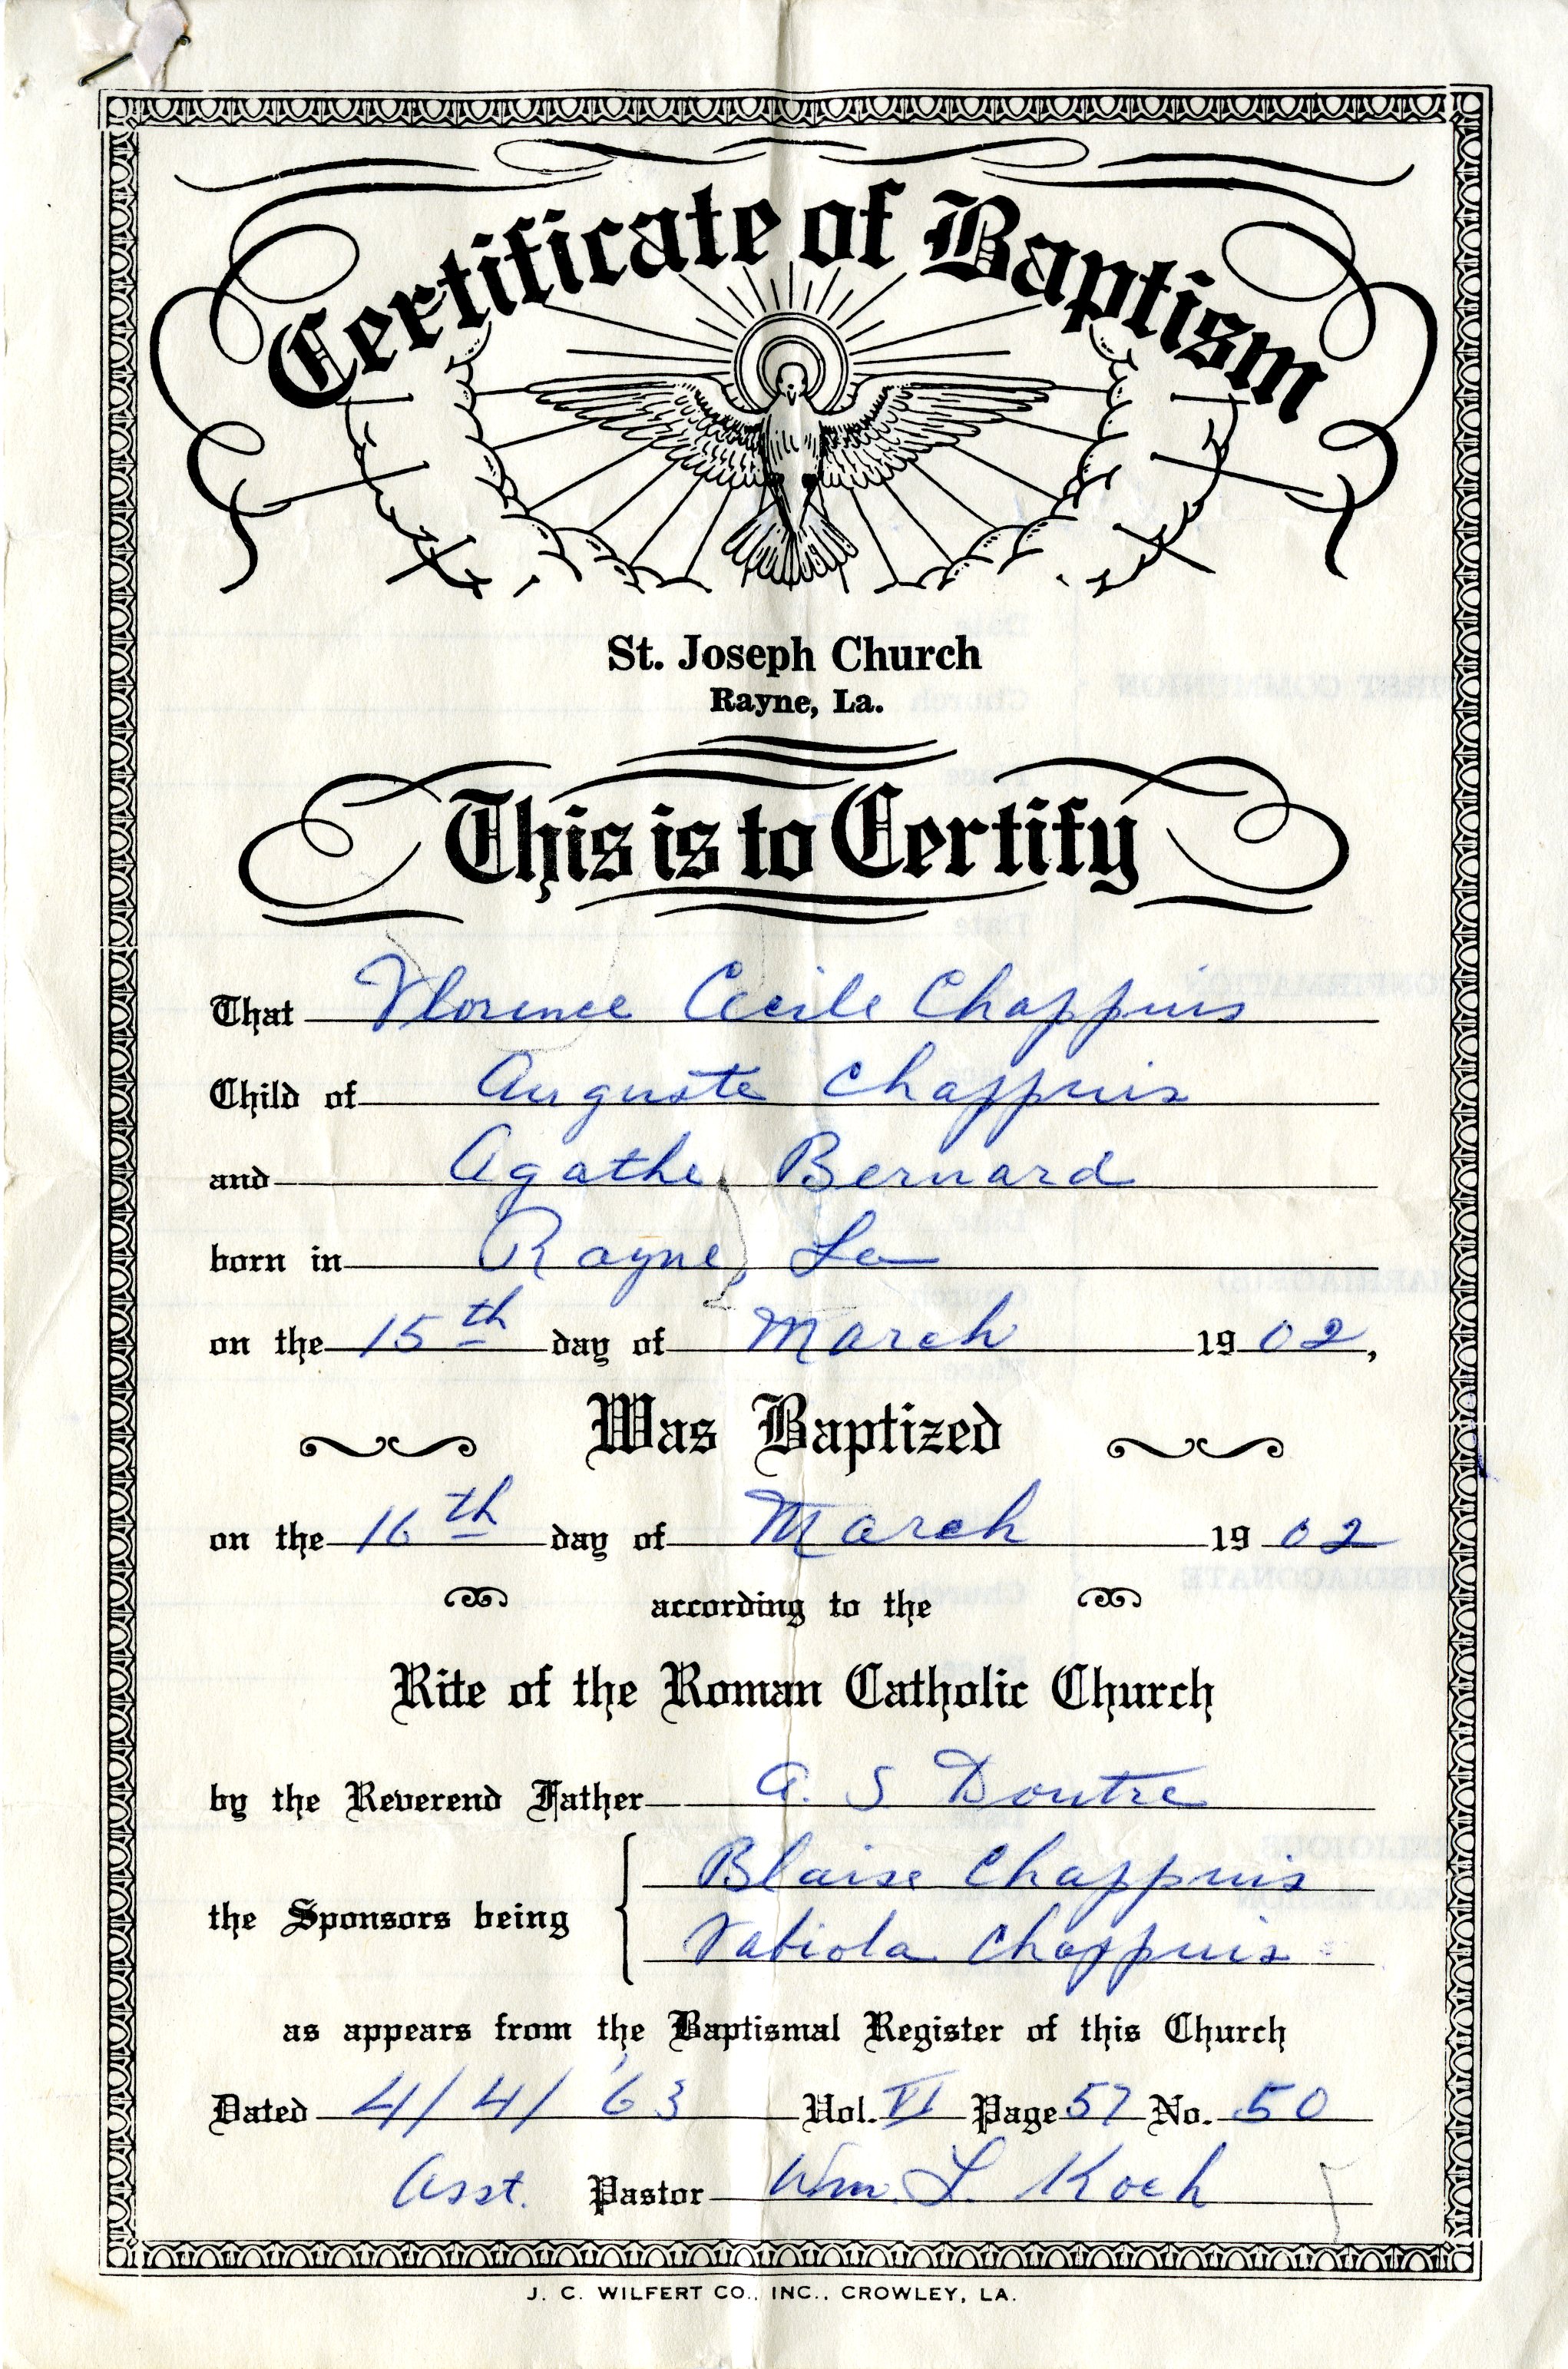 Certificate of Baptism
St. Joseph Church
Rayne, La.
This is to Certify
That Florence Cecile Chappuis
Child of Auguste Chappuis
and Agathe Bernard
born in Rayne, La
on the 15th day of March 1902,
Was Baptized
on the 16th day of March 1902
according to the
Rite of the Roman Catholic Church
by the Reverend Father A. S Doutre
the Sponsors being Blaise Chappuis
Fabiola Chappuis
as appears from the Baptismal Register of this Church
Dated 4/4/'63 Vol. VI Page 57 No. 50
Asst. Pastor Wm. L. Koch
J. C. WILFERT CO., INC., CROWLEY, LA.